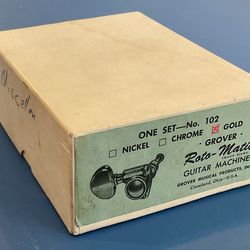 ONE SET—No. 102
NICKEL CHROME GOLD
- GROVER -
Roto-Matic
GUITAR MACHINE
GROVER MUSICAL PRODUCTS, INC.
Cleveland, Ohio - U.S.A.